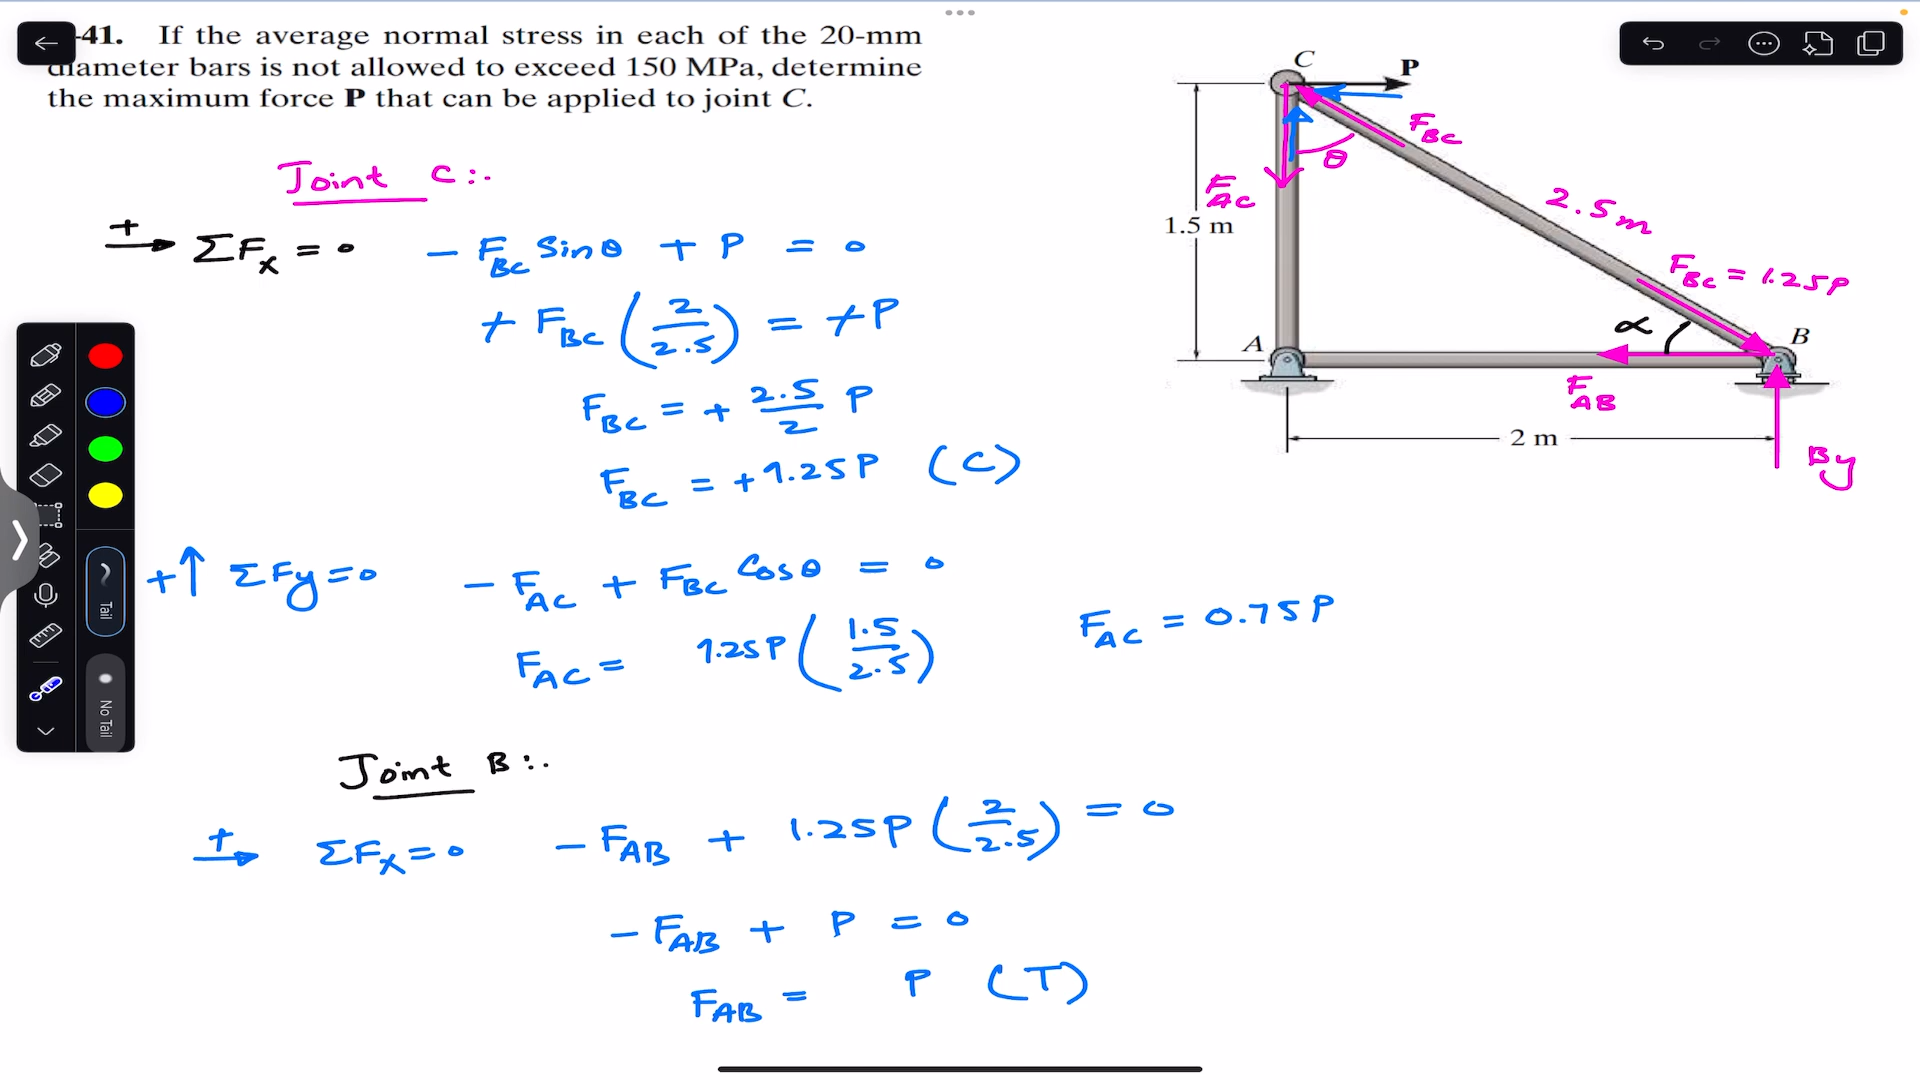 -41. If the average normal stress in each of the 20-mm
diameter bars is not allowed to exceed 150 MPa, determine
the maximum force P that can be applied to joint C.
Joint C:.
+→ ΣFx = 0 - FBC Sinθ + P = 0
+ FBC (2/2.5) = +P
FBC = + 2.5/2 P
FBC = +1.25P (C)
+↑ ΣFy=0 - FAC + FBC Cosθ = 0
FAC = 1.25P (1.5/2.5) FAC = 0.75P
Joint B:.
+→ ΣFx=0 - FAB + 1.25P (2/2.5) = 0
- FAB + P = 0
FAB = P (T)
C
P
FBC
θ
FAC
1.5 m
2.5m
FBC = 1.25P
α
A
B
FAB
2 m
By
Tail
No Tail